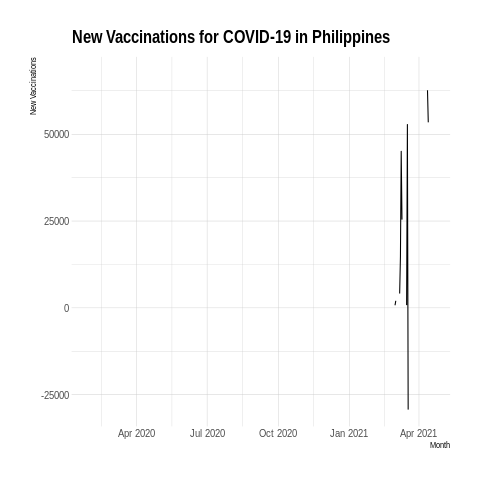 New Vaccinations for COVID-19 in Philippines
New Vaccinations
50000
25000
0
-25000
Apr 2020 Jul 2020 Oct 2020 Jan 2021 Apr 2021
Month